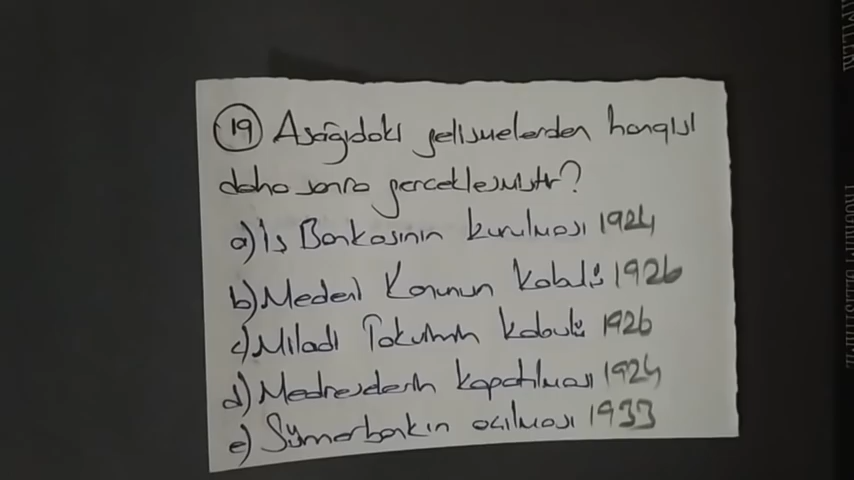 19 Aşağıdaki gelişmelerden hangisi
daha sonra gerçekleşmiştir?
a) İş Bankasının kurulması 1924
b) Medeni Kanunun Kabulü 1926
c) Miladi Takvimin kabulü 1926
d) Medreselerin kapatılması 1924
e) Sümerbankın açılması 1933